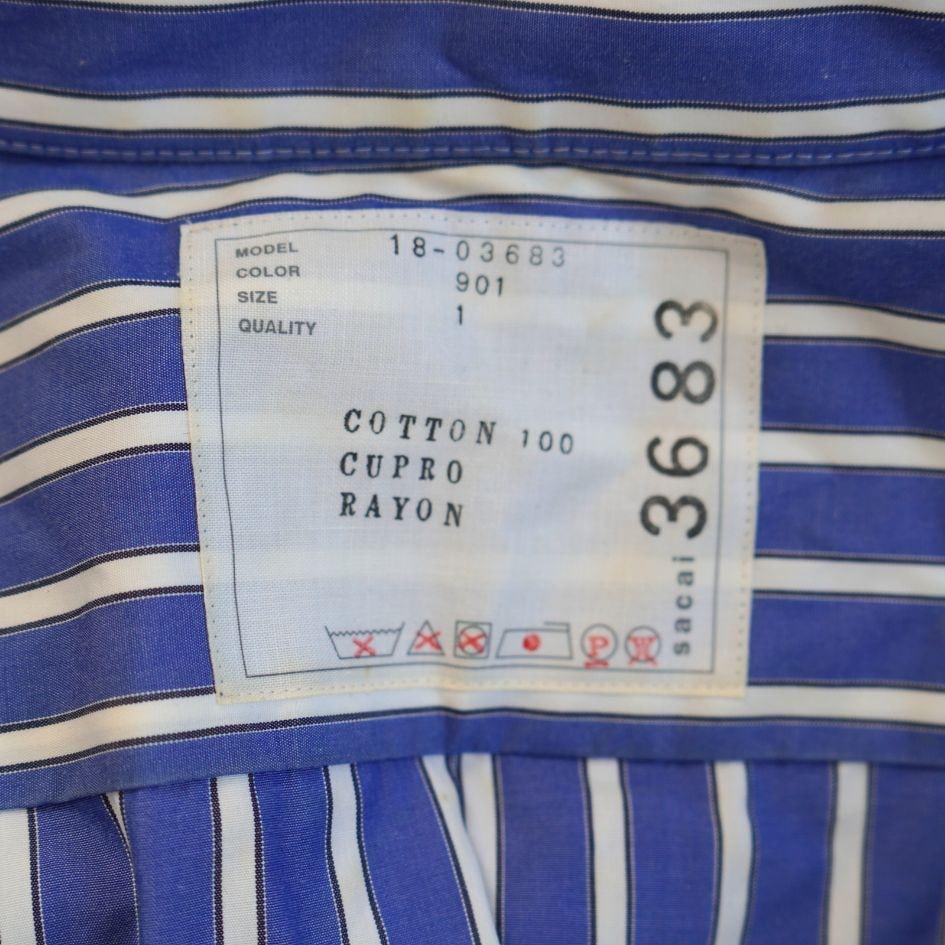 MODEL 18-03683
COLOR 901
SIZE 1
QUALITY
COTTON 100
CUPRO
RAYON
sacai 3683
P
W